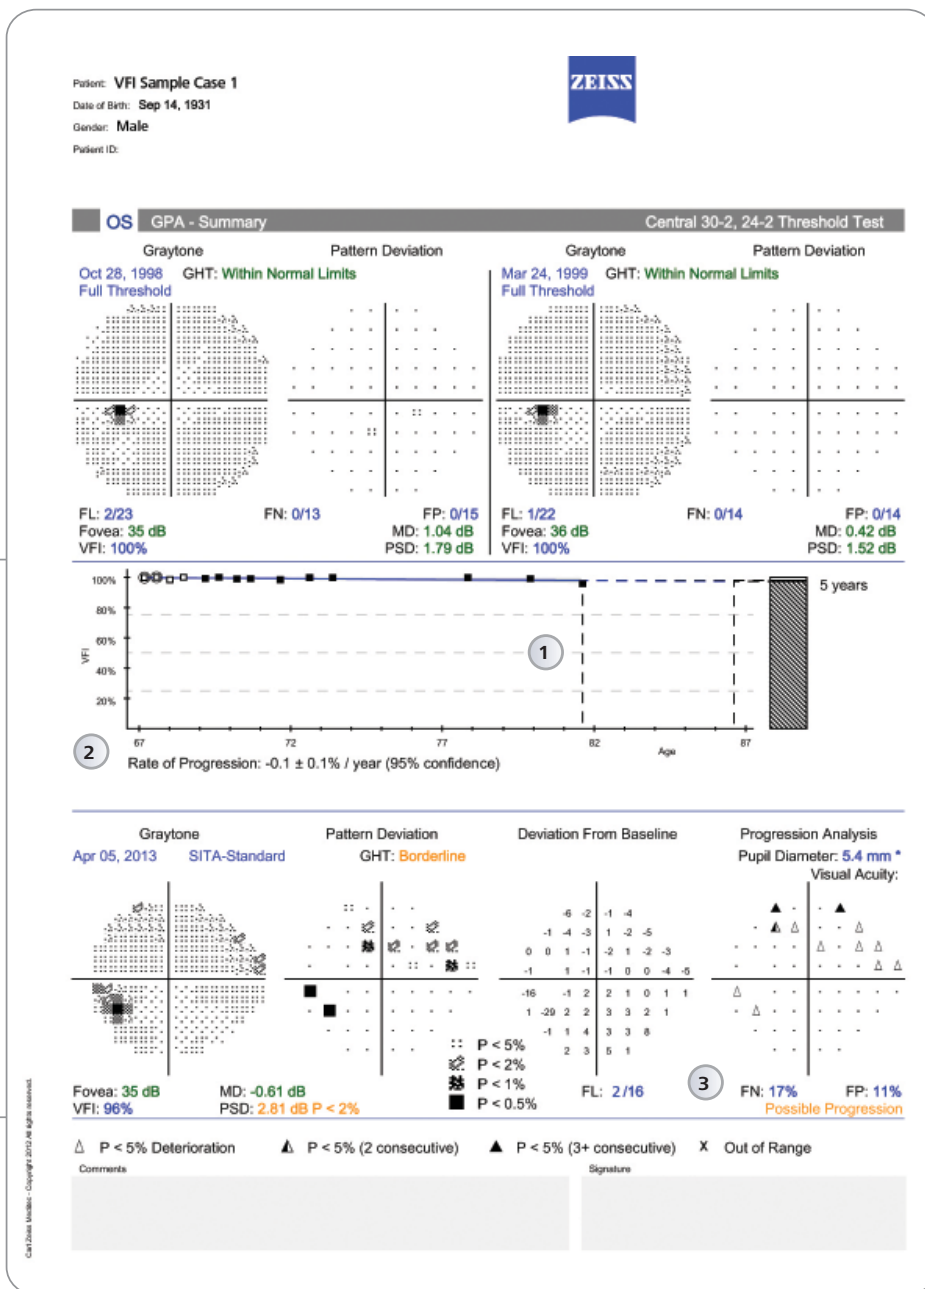 Patient: VFI Sample Case 1
Date of Birth: Sep 14, 1931
Gender: Male
Patient ID:
ZEISS
OS GPA - Summary Central 30-2, 24-2 Threshold Test
Graytone Pattern Deviation Graytone Pattern Deviation
Oct 28, 1998 GHT: Within Normal Limits Mar 24, 1999 GHT: Within Normal Limits
Full Threshold Full Threshold
FL: 2/23 FN: 0/13 FP: 0/15 FL: 1/22 FN: 0/14 FP: 0/14
Fovea: 35 dB MD: 1.04 dB Fovea: 36 dB MD: 0.42 dB
VFI: 100% PSD: 1.79 dB VFI: 100% PSD: 1.52 dB
100%
80%
60%
40%
20%
VFI
5 years
1
67 72 77 82 87
Age
2
Rate of Progression: -0.1 ± 0.1% / year (95% confidence)
Graytone Pattern Deviation Deviation From Baseline Progression Analysis
Apr 05, 2013 SITA-Standard GHT: Borderline Pupil Diameter: 5.4 mm *
Visual Acuity:
-6 -2 -1 -4
-1 -4 -3 1 -2 -5
0 0 1 -1 -2 1 -2 -3
-1 1 -1 -1 0 0 -4 -5
-16 -1 2 2 1 0 1 1
1 -29 2 2 3 3 2 1
-1 1 4 3 3 8
2 3 5 1
P < 5%
P < 2%
P < 1%
P < 0.5%
Fovea: 35 dB MD: -0.61 dB FL: 2/16 3 FN: 17% FP: 11%
VFI: 96% PSD: 2.81 dB P < 2% Possible Progression
P < 5% Deterioration P < 5% (2 consecutive) P < 5% (3+ consecutive) X Out of Range
Comments Signature
Carl Zeiss Meditec - Copyright 2012 All rights reserved.